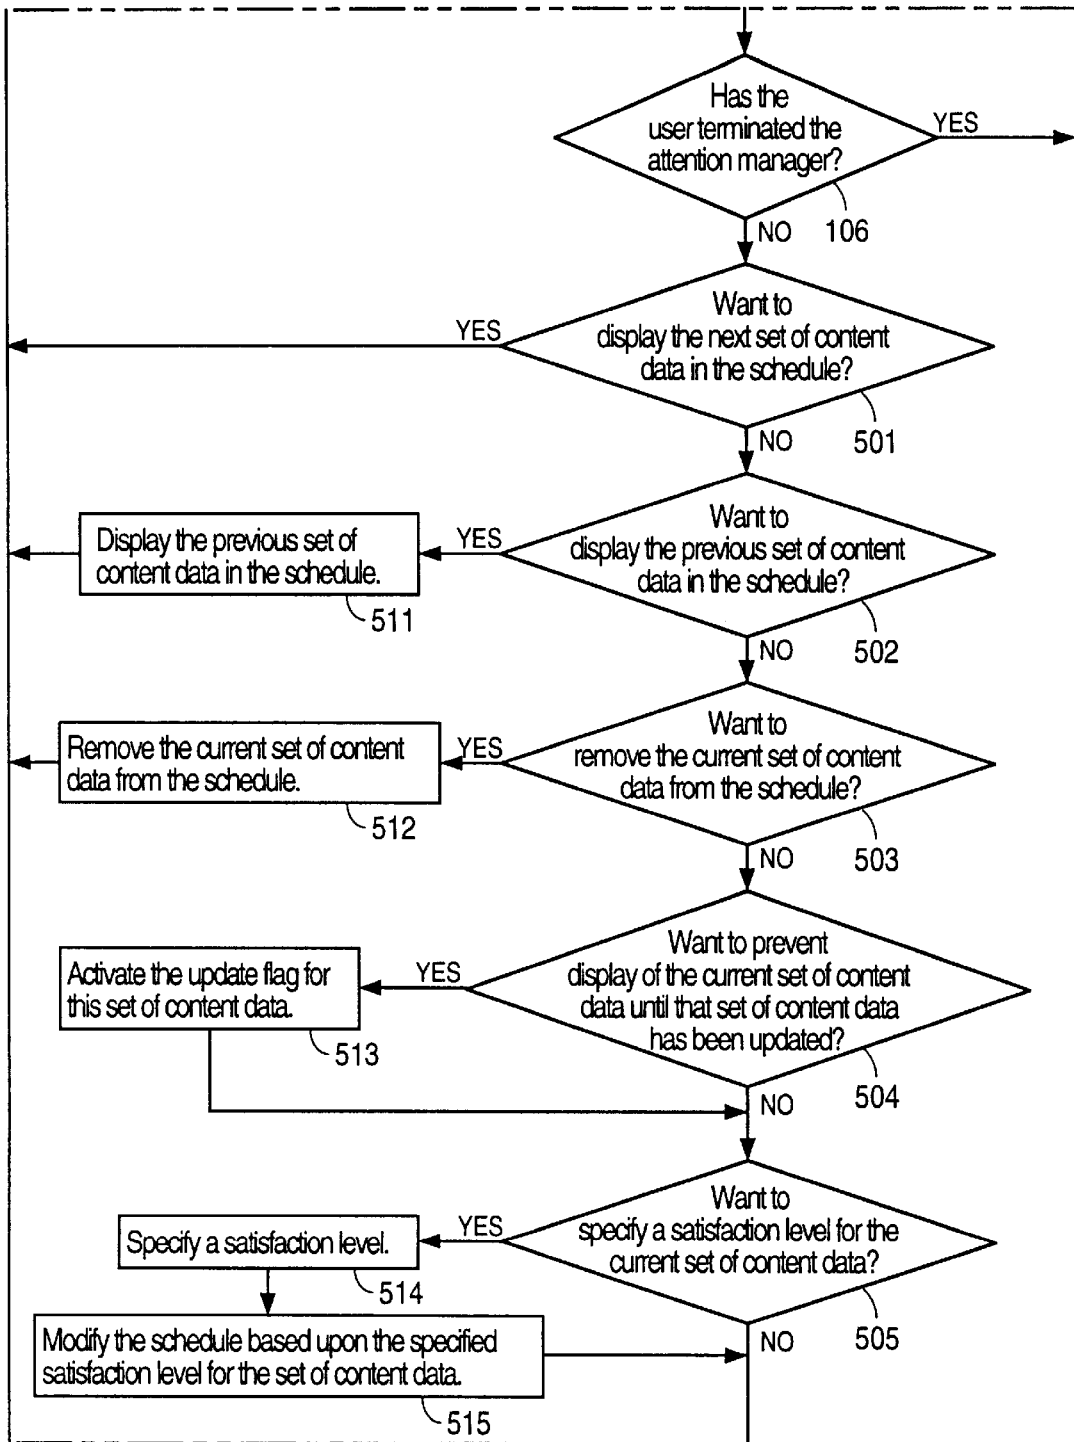 Has the
user terminated the
attention manager?
YES
NO
106
Want to
display the next set of content
data in the schedule?
YES
NO
501
Want to
display the previous set of content
data in the schedule?
YES
Display the previous set of
content data in the schedule.
511
NO
502
Want to
remove the current set of content
data from the schedule?
YES
Remove the current set of content
data from the schedule.
512
NO
503
Want to prevent
display of the current set of content
data until that set of content data
has been updated?
YES
Activate the update flag for
this set of content data.
513
NO
504
Want to
specify a satisfaction level for the
current set of content data?
YES
Specify a satisfaction level.
514
NO
505
Modify the schedule based upon the specified
satisfaction level for the set of content data.
515